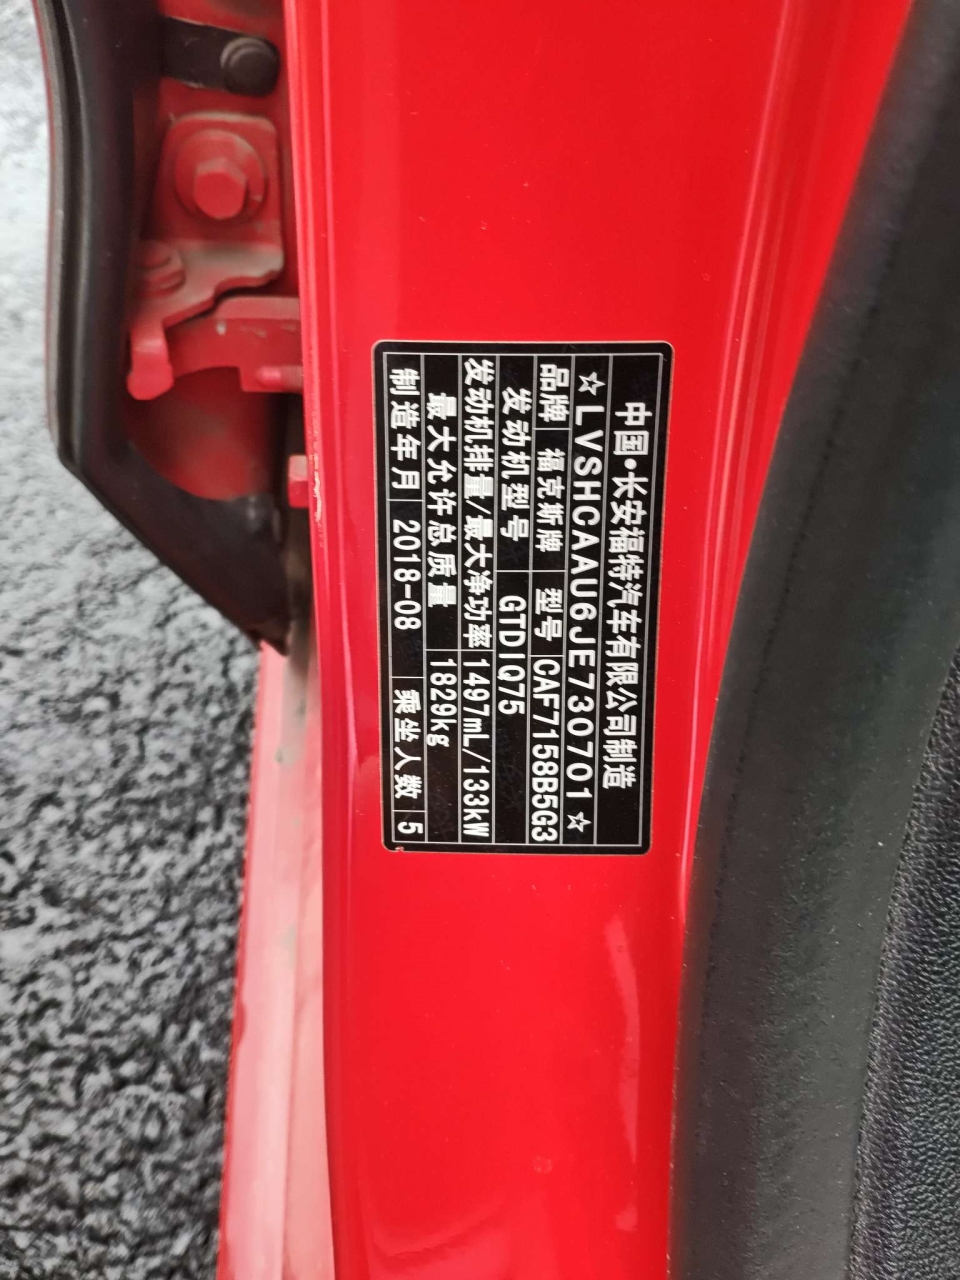 中国•长安福特汽车有限公司制造
☆LVSHCAAU6JE730701☆
品牌 福克斯牌 型号 CAF7158B5G3
发动机型号 GTDIQ75
发动机排量/最大净功率 1497mL/133kW
最大允许总质量 1829kg
制造年月 2018-08 乘坐人数 5